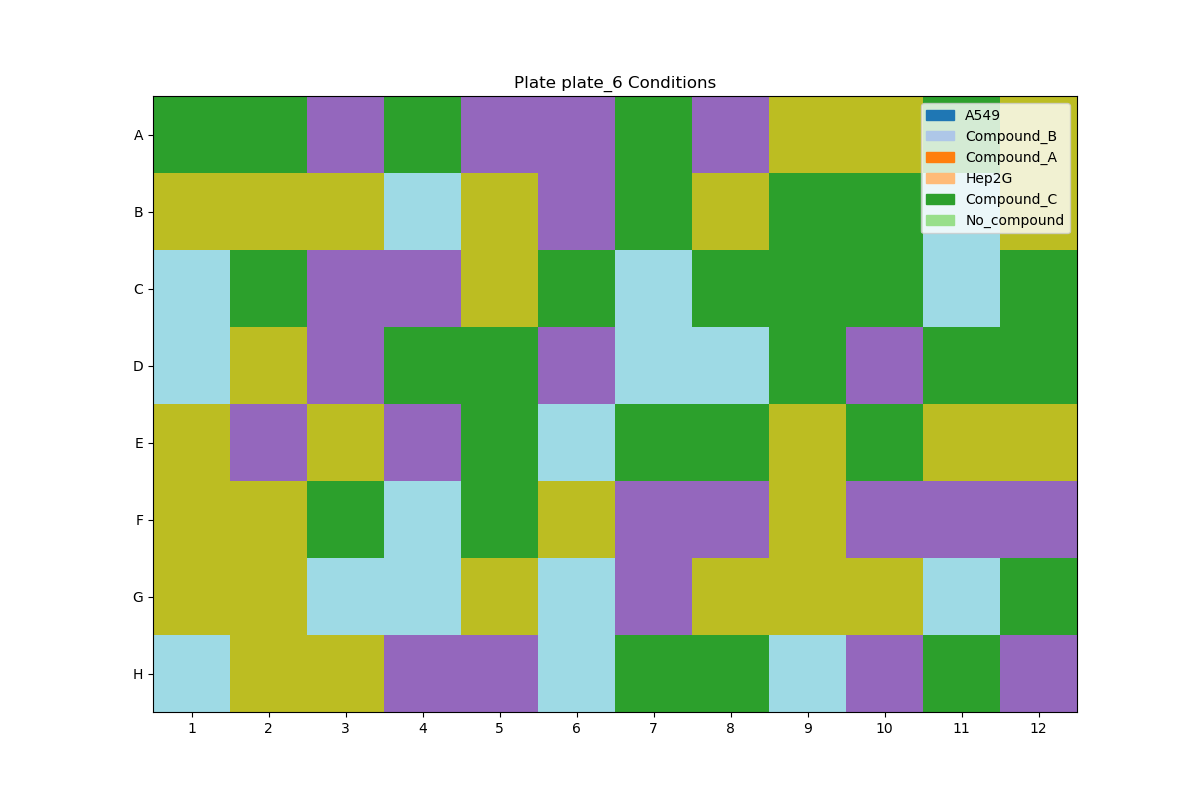 Plate plate_6 Conditions
A549
Compound_B
Compound_A
Hep2G
Compound_C
No_compound
A
B
C
D
E
F
G
H
1 2 3 4 5 6 7 8 9 10 11 12